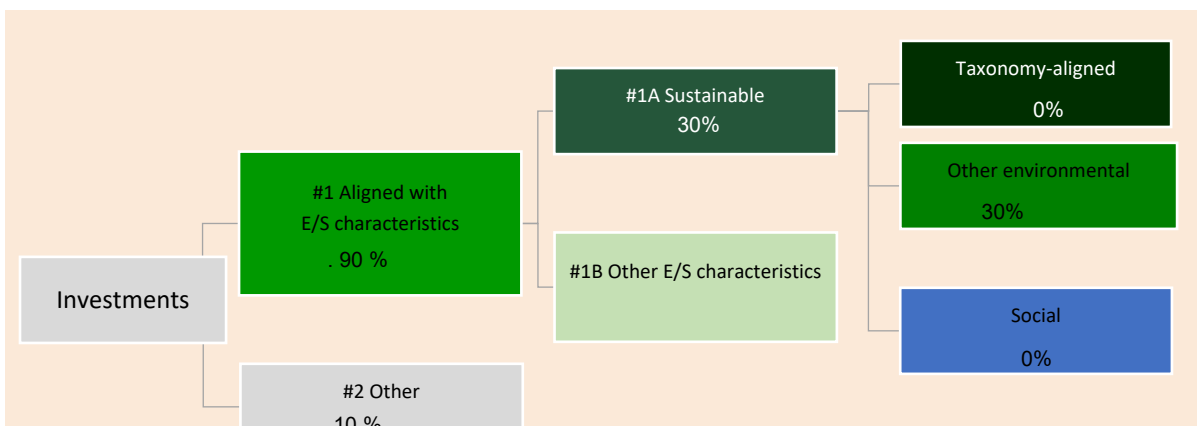 Investments
#1 Aligned with
E/S characteristics
. 90 %
#2 Other
10 %
#1A Sustainable
30%
#1B Other E/S characteristics
Taxonomy-aligned
0%
Other environmental
30%
Social
0%